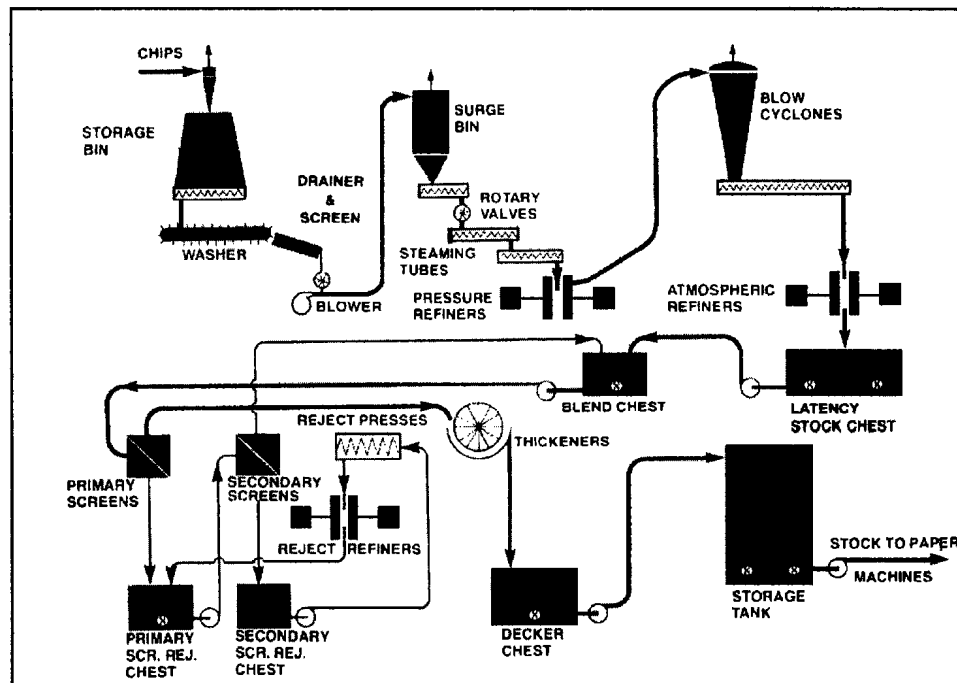 CHIPS
STORAGE
BIN
WASHER
DRAINER
&
SCREEN
BLOWER
SURGE
BIN
ROTARY
VALVES
STEAMING
TUBES
PRESSURE
REFINERS
BLOW
CYCLONES
ATMOSPHERIC
REFINERS
LATENCY
STOCK CHEST
BLEND CHEST
PRIMARY
SCREENS
SECONDARY
SCREENS
REJECT PRESSES
REJECT REFINERS
THICKENERS
PRIMARY
SCR. REJ.
CHEST
SECONDARY
SCR. REJ.
CHEST
DECKER
CHEST
STORAGE
TANK
STOCK TO PAPER
MACHINES